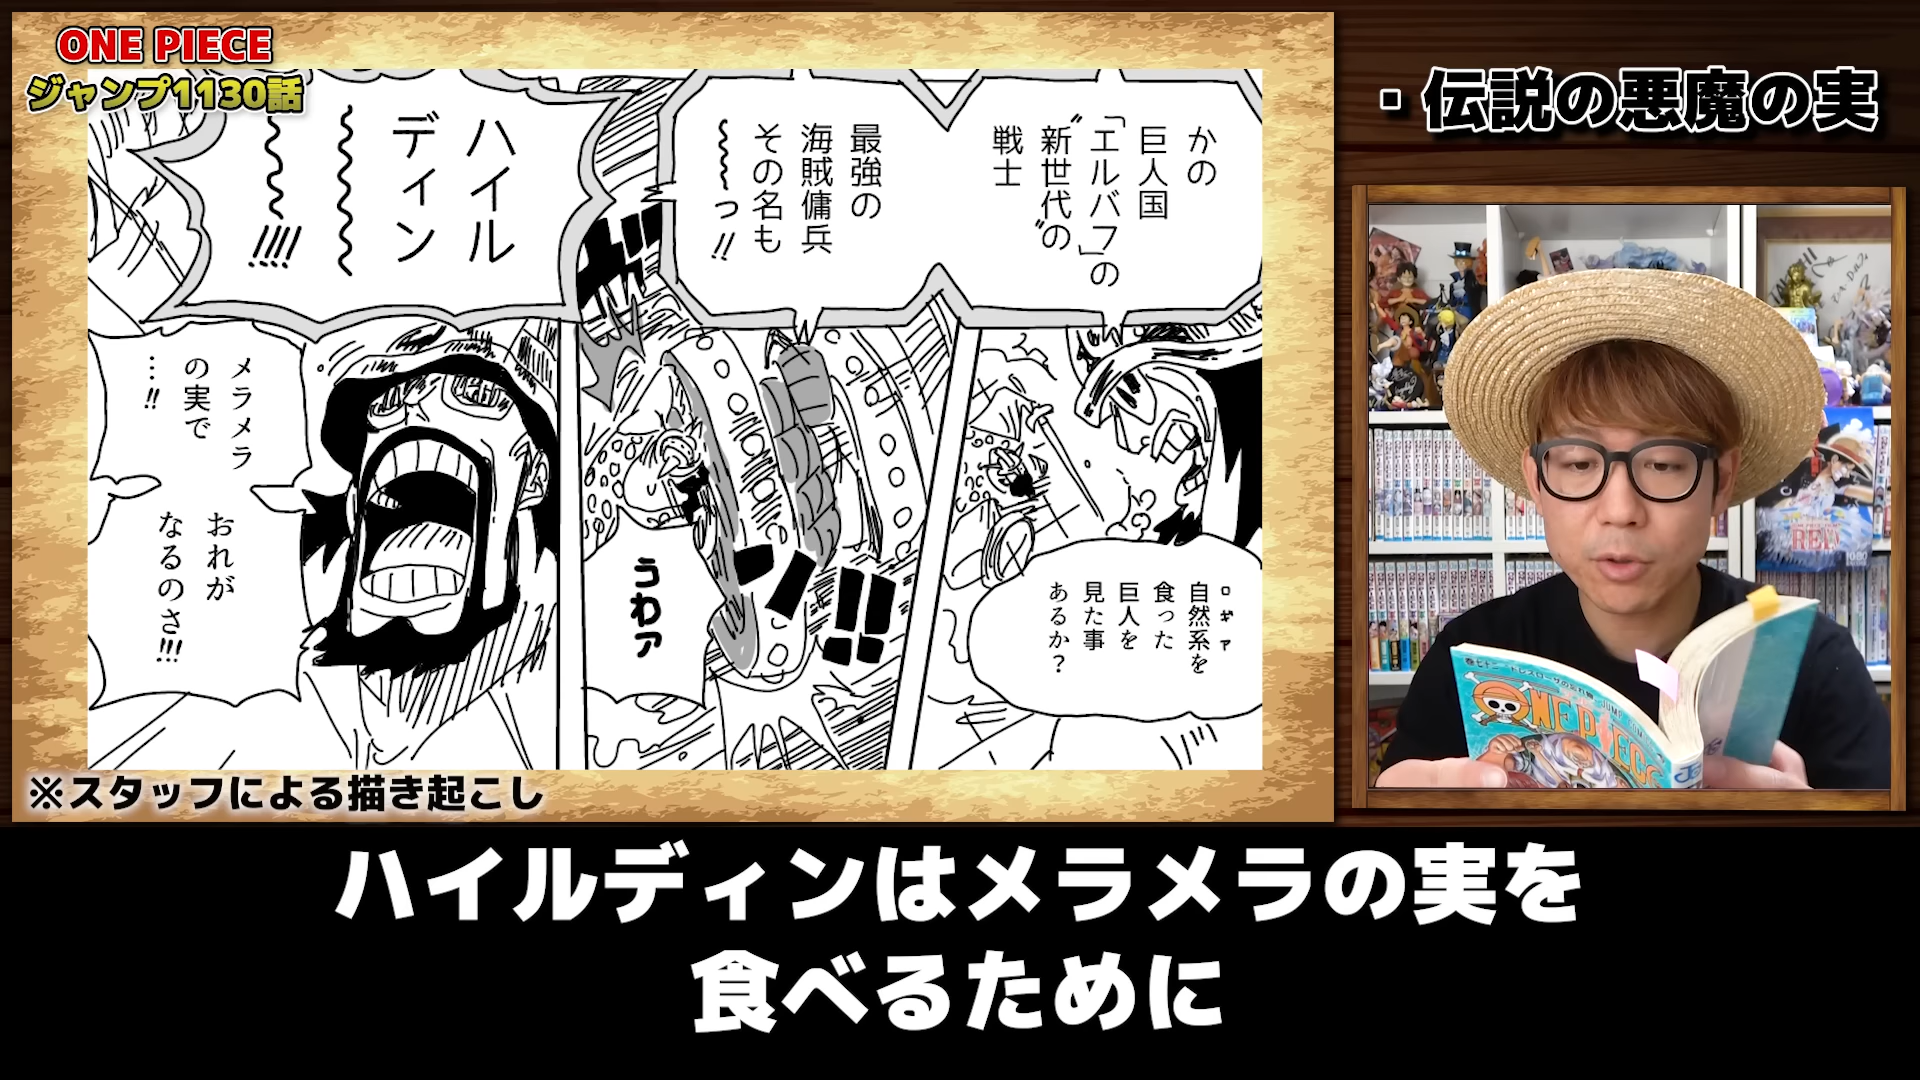 ONE PIECE
ジャンプ1130話
・伝説の悪魔の実
かの
巨人国
「エルバフ」の
〝新世代〟の
戦士
最強の
海賊傭兵
その名も
〜〜〜っ!!
ハイル
ディン
〜〜〜〜
〜〜〜!!!!
自然系を
ロギア
食った
巨人を
見た事
あるか?
うわァ
メラメラ
の実で
…!!
おれが
なるのさ!!!
ONE PIECE
RED
※スタッフによる描き起こし
ハイルディンはメラメラの実を
食べるために